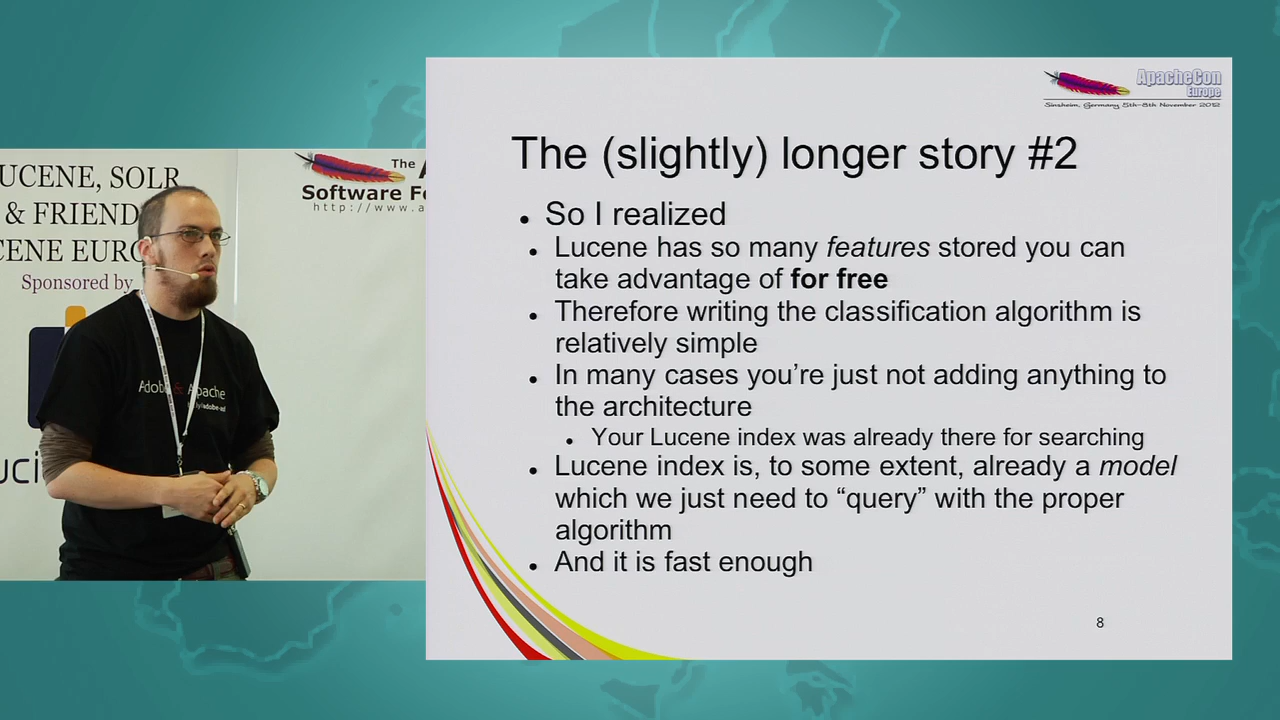 UCENE, SOLR
& FRIEND
CENE EURO
Sponsored by
The
Software Fo
http://www.a
Adobe & Apache
ApacheCon
Europe
Sinsheim, Germany 5th-8th November 2012
The (slightly) longer story #2
So I realized
Lucene has so many features stored you can
take advantage of for free
Therefore writing the classification algorithm is
relatively simple
In many cases you're just not adding anything to
the architecture
Your Lucene index was already there for searching
Lucene index is, to some extent, already a model
which we just need to “query” with the proper
algorithm
And it is fast enough
8